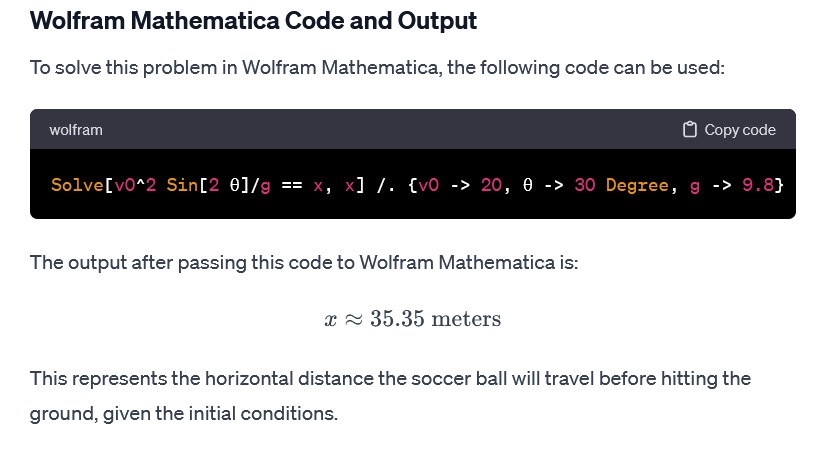 Wolfram Mathematica Code and Output
To solve this problem in Wolfram Mathematica, the following code can be used:
wolfram Copy code
Solve[v0^2 Sin[2 θ]/g == x, x] /. {v0 -> 20, θ -> 30 Degree, g -> 9.8}
The output after passing this code to Wolfram Mathematica is:
x ≈ 35.35 meters
This represents the horizontal distance the soccer ball will travel before hitting the
ground, given the initial conditions.